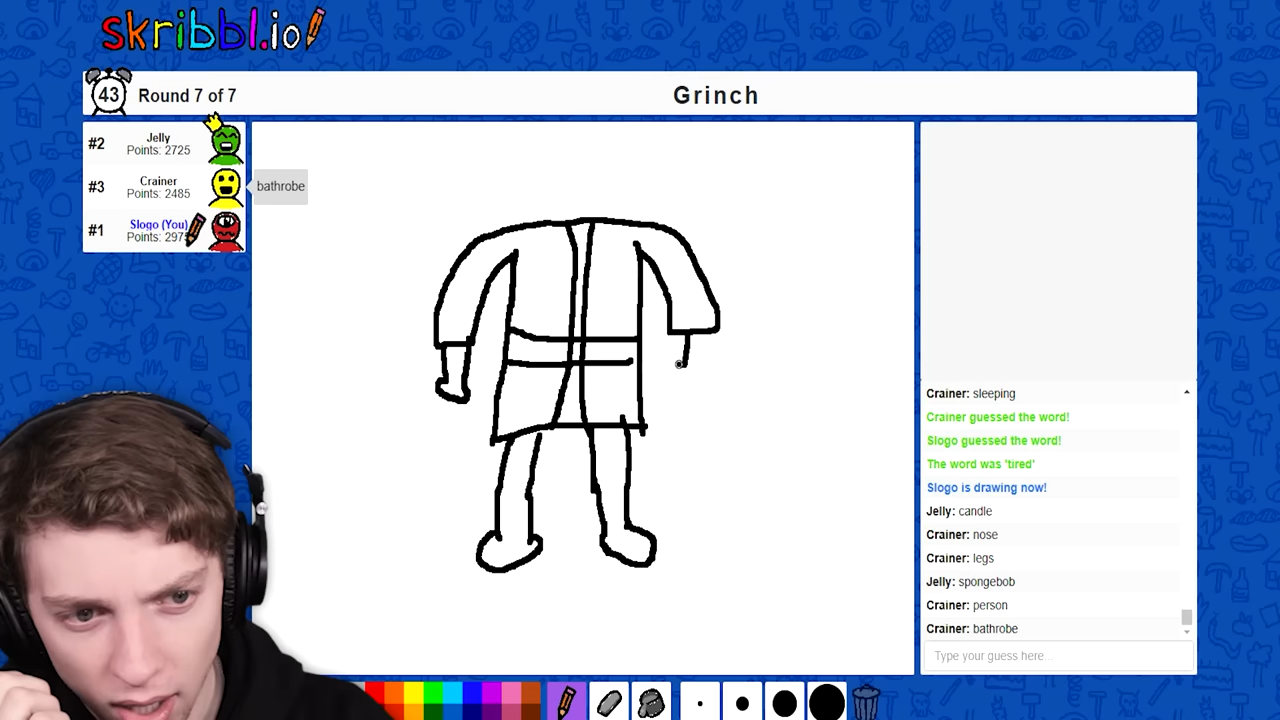 skribbl.io
43
Round 7 of 7
Grinch
#2
Jelly
Points: 2725
#3
Crainer
Points: 2485
bathrobe
#1
Slogo (You)
Points: 2975
Crainer: sleeping
Crainer guessed the word!
Slogo guessed the word!
The word was 'tired'
Slogo is drawing now!
Jelly: candle
Crainer: nose
Crainer: legs
Jelly: spongebob
Crainer: person
Crainer: bathrobe
Type your guess here...